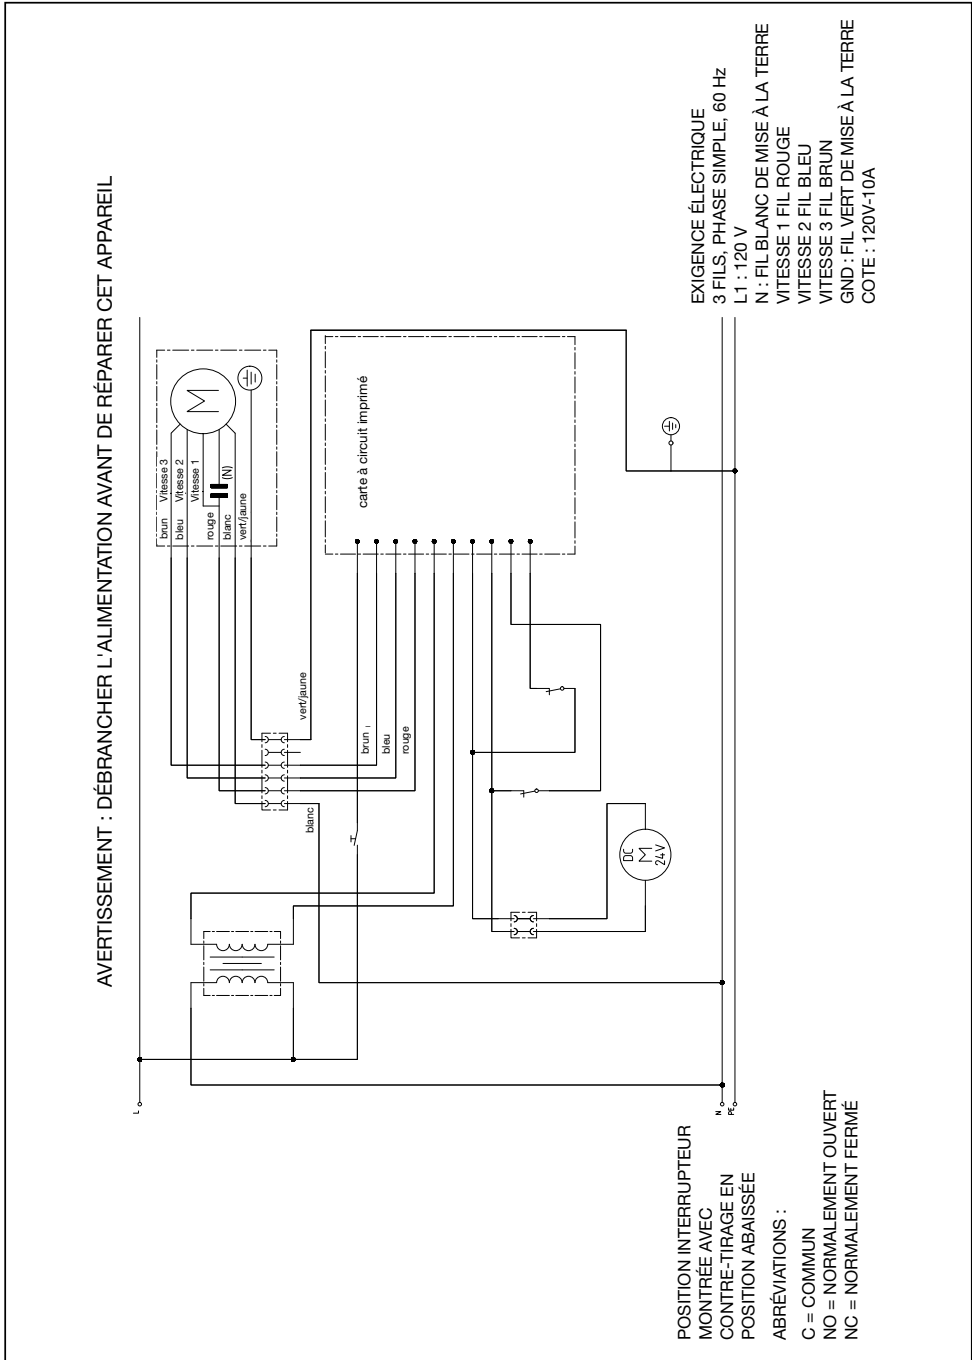 AVERTISSEMENT : DÉBRANCHER L'ALIMENTATION AVANT DE RÉPARER CET APPAREIL
L
brun Vitesse 3
bleu Vitesse 2
Vitesse 1
rouge
(N)
blanc
vert/jaune
M
vert/jaune
blanc
brun
bleu
rouge
carte à circuit imprimé
DC
M
24V
N
PE
EXIGENCE ÉLECTRIQUE
3 FILS, PHASE SIMPLE, 60 Hz
L1 : 120 V
N : FIL BLANC DE MISE À LA TERRE
VITESSE 1 FIL ROUGE
VITESSE 2 FIL BLEU
VITESSE 3 FIL BRUN
GND : FIL VERT DE MISE À LA TERRE
COTE : 120V-10A
POSITION INTERRUPTEUR
MONTRÉE AVEC
CONTRE-TIRAGE EN
POSITION ABAISSÉE
ABRÉVIATIONS :
C = COMMUN
NO = NORMALEMENT OUVERT
NC = NORMALEMENT FERMÉ